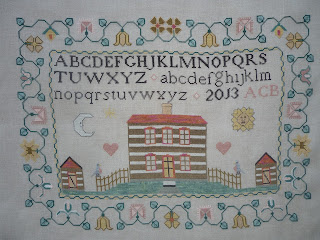 ABCDEFGHIJKLMNOPQRS
TUWXYZ abcdefghijklm
nopqrstuvwxyz 2013 ACB